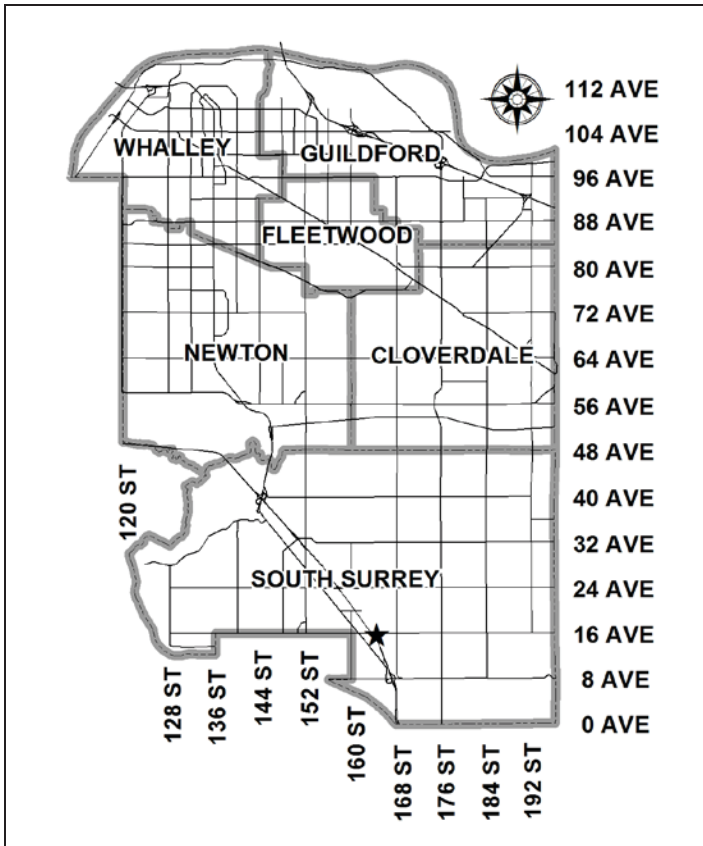 112 AVE
104 AVE
WHALLEY
GUILDFORD
96 AVE
88 AVE
FLEETWOOD
80 AVE
72 AVE
NEWTON
CLOVERDALE
64 AVE
56 AVE
48 AVE
120 ST
40 AVE
32 AVE
SOUTH SURREY
24 AVE
16 AVE
8 AVE
0 AVE
128 ST
136 ST
144 ST
152 ST
160 ST
168 ST
176 ST
184 ST
192 ST